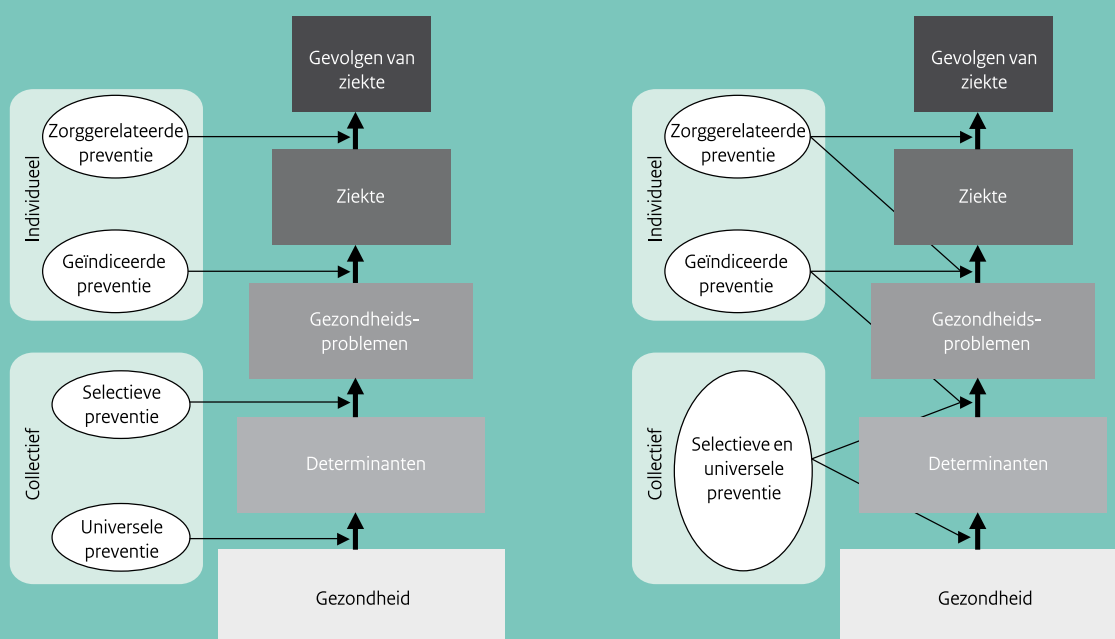 Gevolgen van
ziekte
Individueel
Zorggerelateerde
preventie
Ziekte
Geïndiceerde
preventie
Gezondheids-
problemen
Collectief
Selectieve
preventie
Determinanten
Universele
preventie
Gezondheid
Gevolgen van
ziekte
Individueel
Zorggerelateerde
preventie
Ziekte
Geïndiceerde
preventie
Gezondheids-
problemen
Collectief
Selectieve en
universele
preventie
Determinanten
Gezondheid